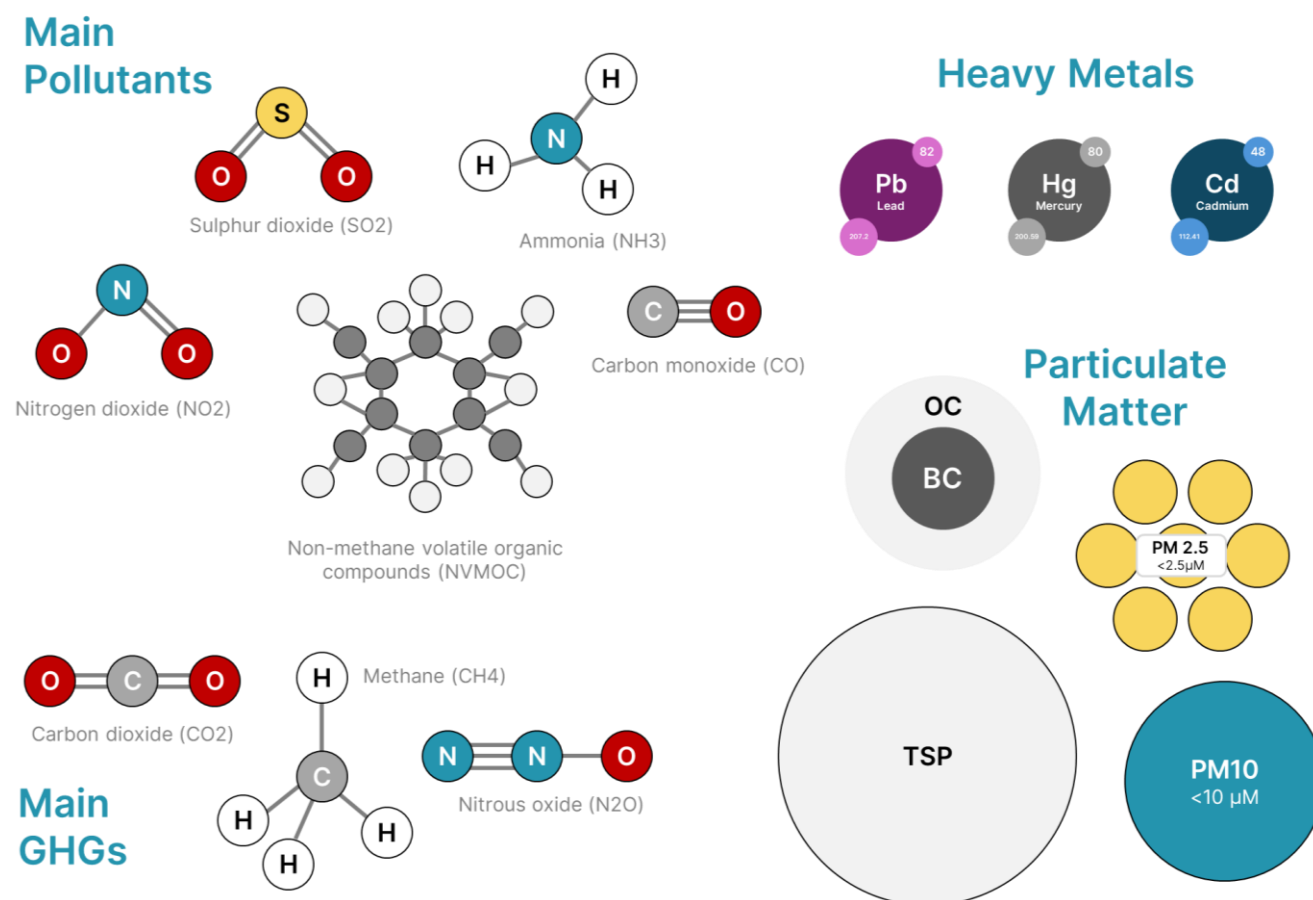 Main
Pollutants
S
O
O
Sulphur dioxide (SO2)
H
N
H
H
Ammonia (NH3)
N
O
O
Nitrogen dioxide (NO2)
Non-methane volatile organic
compounds (NVMOC)
C
O
Carbon monoxide (CO)
O
C
O
Carbon dioxide (CO2)
H
Methane (CH4)
C
H
H
H
N
N
O
Nitrous oxide (N2O)
Main
GHGs
Heavy Metals
82
Pb
Lead
207.2
80
Hg
Mercury
200.59
48
Cd
Cadmium
112.41
Particulate
Matter
OC
BC
PM 2.5
<2.5µM
TSP
PM10
<10 µM